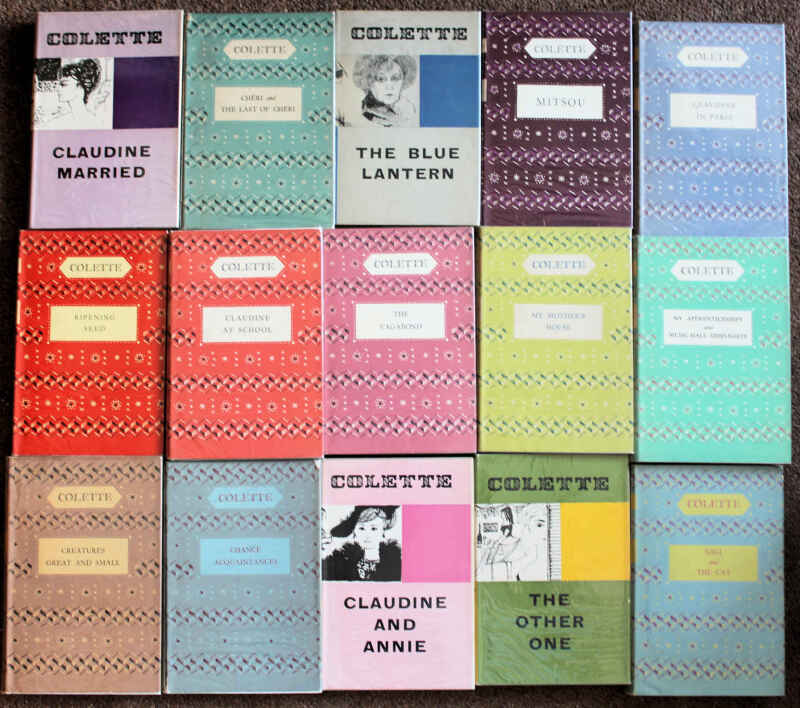 COLETTE
CLAUDINE
MARRIED
COLETTE
CHÉRI and
THE LAST OF CHÉRI
COLETTE
THE BLUE
LANTERN
COLETTE
MITSOU
COLETTE
CLAUDINE
IN PARIS
COLETTE
RIPENING
SEED
COLETTE
CLAUDINE
AT SCHOOL
COLETTE
THE
VAGABOND
COLETTE
MY MOTHER'S
HOUSE
COLETTE
MY APPRENTICESHIPS
and
MUSIC-HALL SIDELIGHTS
COLETTE
CREATURES
GREAT AND SMALL
COLETTE
CHANCE
ACQUAINTANCES
COLETTE
CLAUDINE
AND
ANNIE
COLETTE
THE
OTHER
ONE
COLETTE
GIGI
and
THE CAT